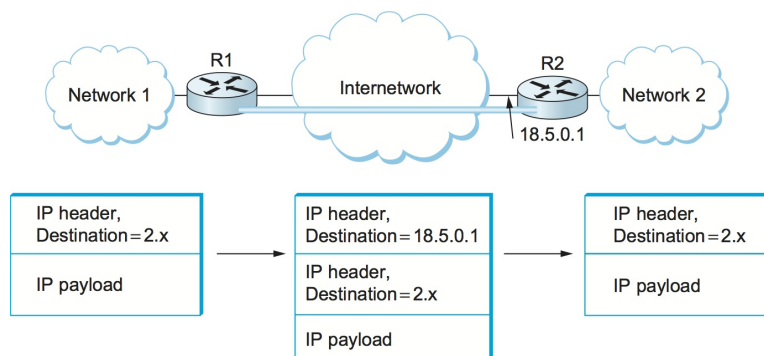 R1
R2
Network 1
Internetwork
Network 2
18.5.0.1
IP header,
Destination=2.x
IP payload
IP header,
Destination=18.5.0.1
IP header,
Destination=2.x
IP payload
IP header,
Destination=2.x
IP payload